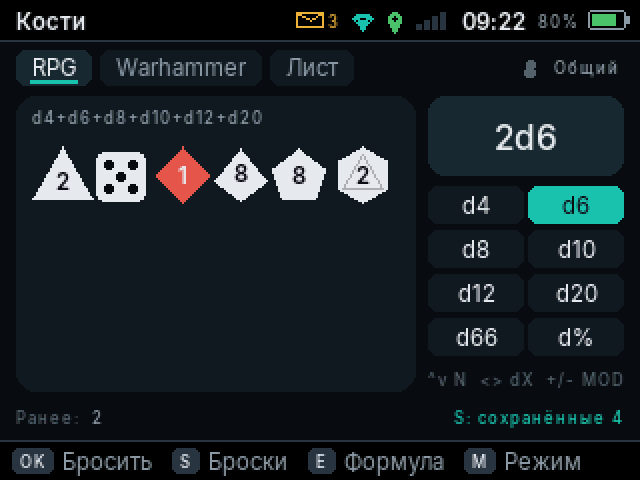 Кости 3 09:22 80%
RPG Warhammer Лист Общий
d4+d6+d8+d10+d12+d20
2 1 8 8 2
2d6
d4 d6
d8 d10
d12 d20
d66 d%
^v N <> dX +/- MOD
Ранее: 2 S: сохранённые 4
OK Бросить S Броски E Формула M Режим